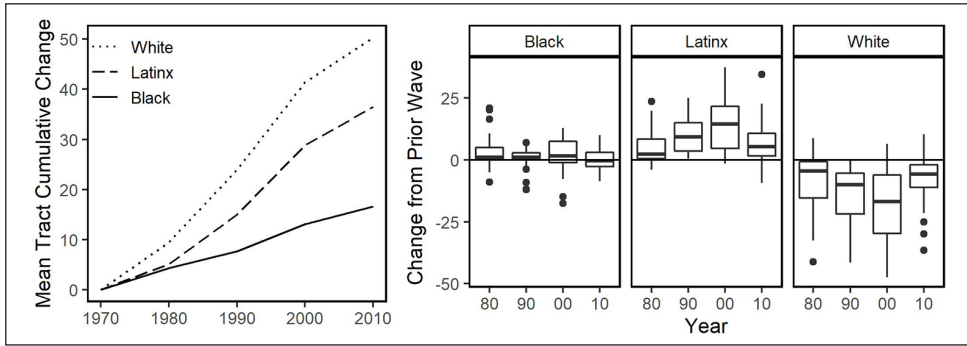 Mean Tract Cumulative Change
50
40
30
20
10
0
White
Latinx
Black
1970 1980 1990 2000 2010
Change from Prior Wave
25
0
-25
-50
Black Latinx White
80 90 00 10 80 90 00 10 80 90 00 10
Year